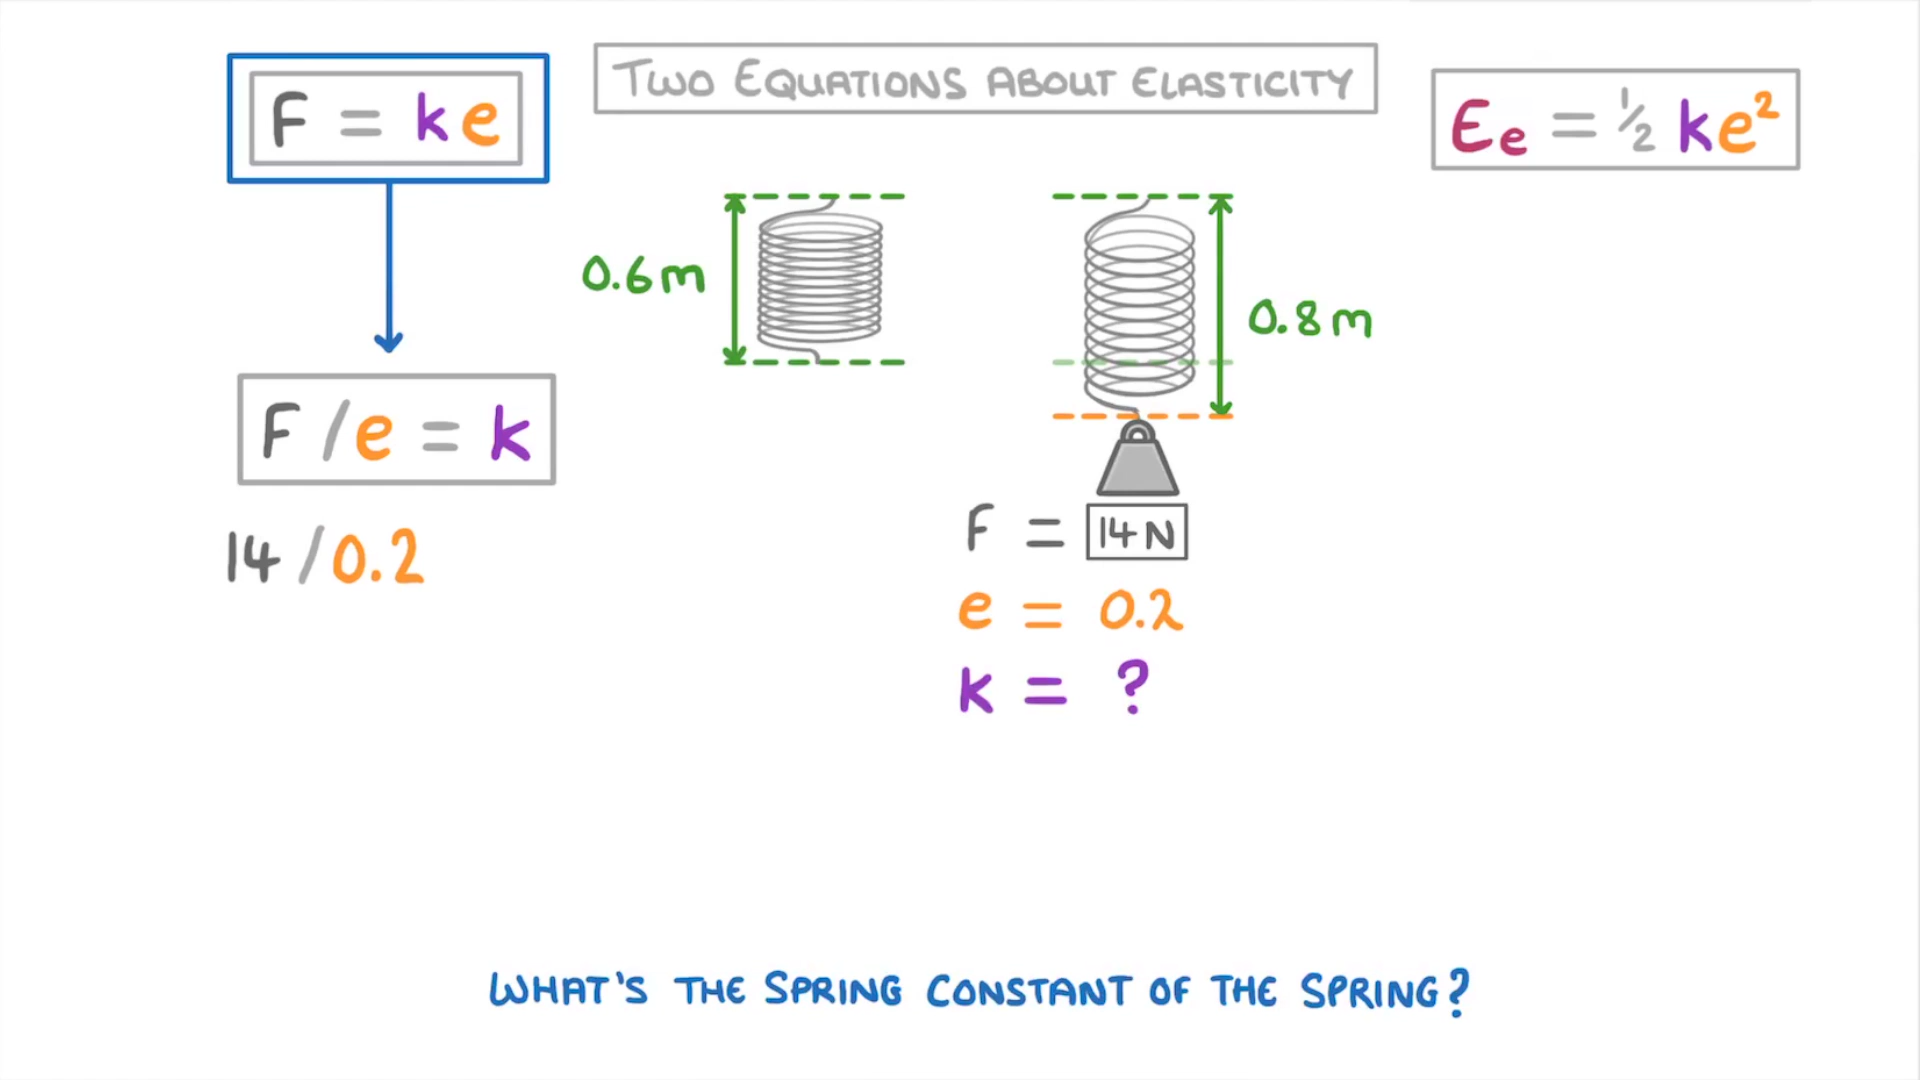 TWO EQUATIONS ABOUT ELASTICITY
F = ke
Ee = ½ ke²
0.6m
0.8m
F/e = k
14/0.2
F = 14N
e = 0.2
k = ?
WHAT'S THE SPRING CONSTANT OF THE SPRING?